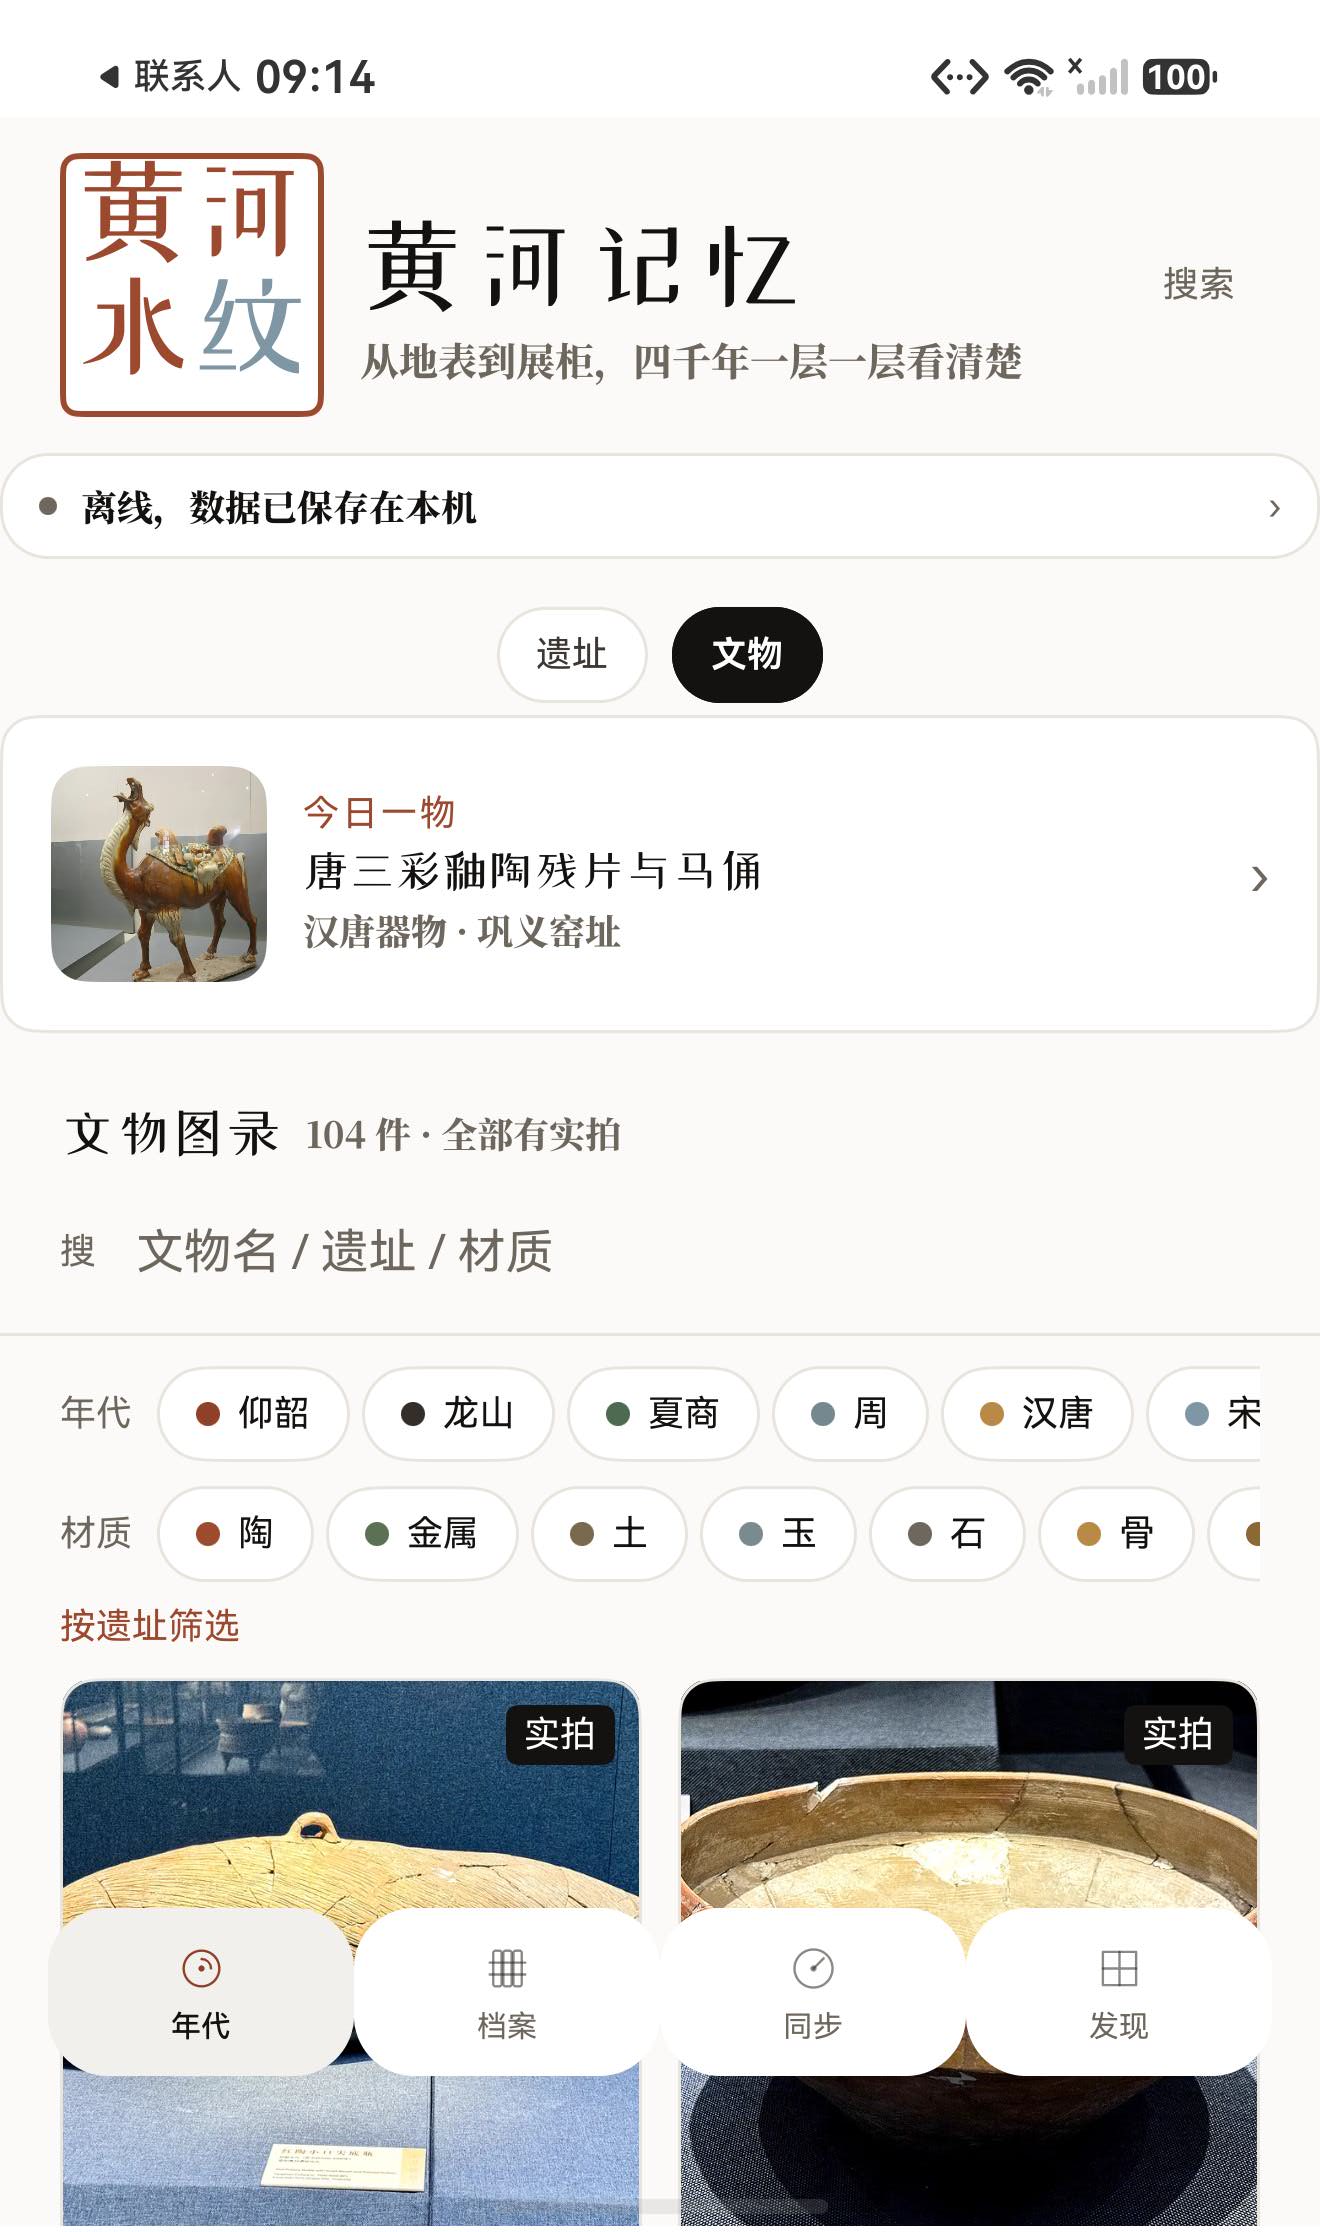 联系人 09:14
100
黄河
水纹
黄河记忆
从地表到展柜，四千年一层一层看清楚
搜索
离线，数据已保存在本机
遗址
文物
今日一物
唐三彩釉陶残片与马俑
汉唐器物 · 巩义窑址
文物图录 104 件 · 全部有实拍
搜 文物名 / 遗址 / 材质
年代 仰韶 龙山 夏商 周 汉唐 宋
材质 陶 金属 土 玉 石 骨
按遗址筛选
实拍
实拍
年代
档案
同步
发现